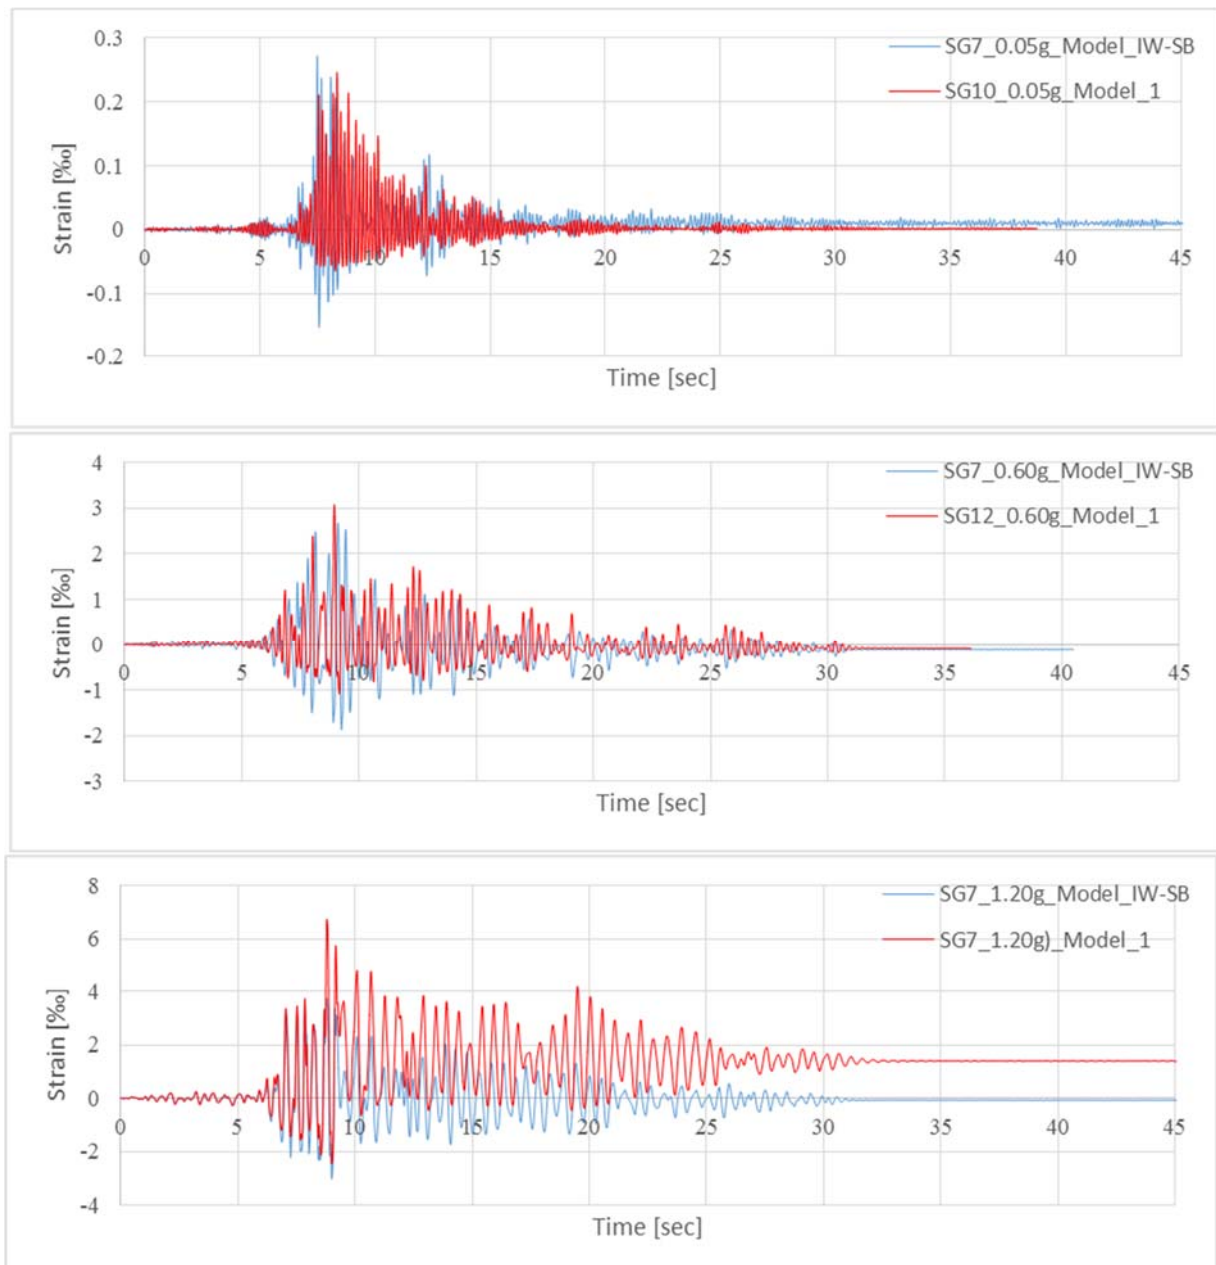 0.3
SG7_0.05g_Model_IW-SB
SG10_0.05g_Model_1
0.2
0.1
0
-0.1
-0.2
Strain [‰]
0 5 10 15 20 25 30 35 40 45
Time [sec]
4
SG7_0.60g_Model_IW-SB
SG12_0.60g_Model_1
3
2
1
0
-1
-2
-3
Strain [‰]
0 5 10 15 20 25 30 35 40 45
Time [sec]
8
SG7_1.20g_Model_IW-SB
SG7_1.20g)_Model_1
6
4
2
0
-2
-4
Strain [‰]
0 5 10 15 20 25 30 35 40 45
Time [sec]